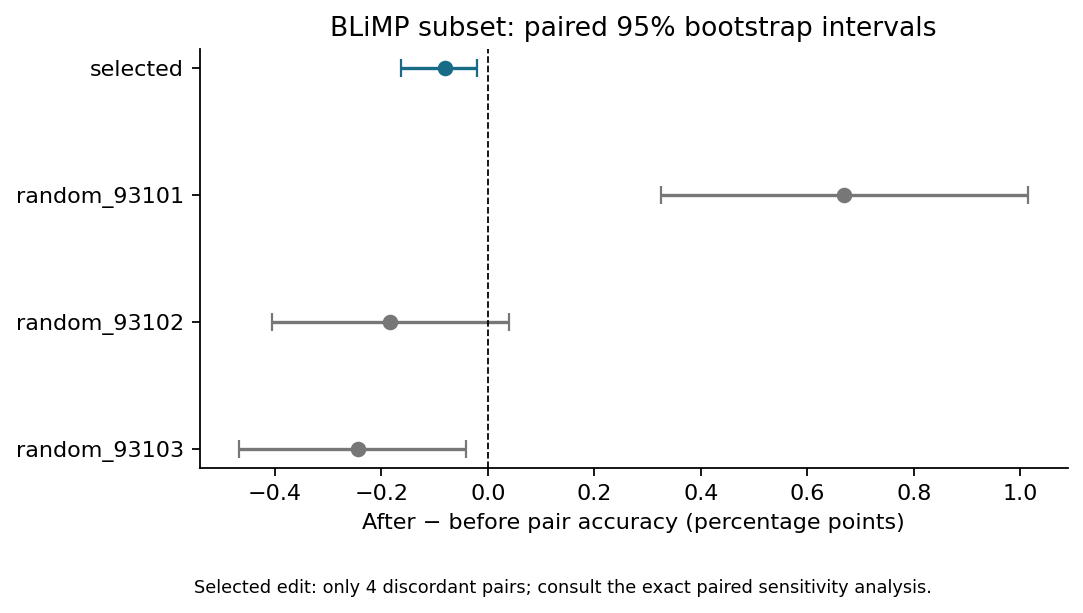 BLiMP subset: paired 95% bootstrap intervals
selected
random_93101
random_93102
random_93103
−0.4 −0.2 0.0 0.2 0.4 0.6 0.8 1.0
After − before pair accuracy (percentage points)
Selected edit: only 4 discordant pairs; consult the exact paired sensitivity analysis.